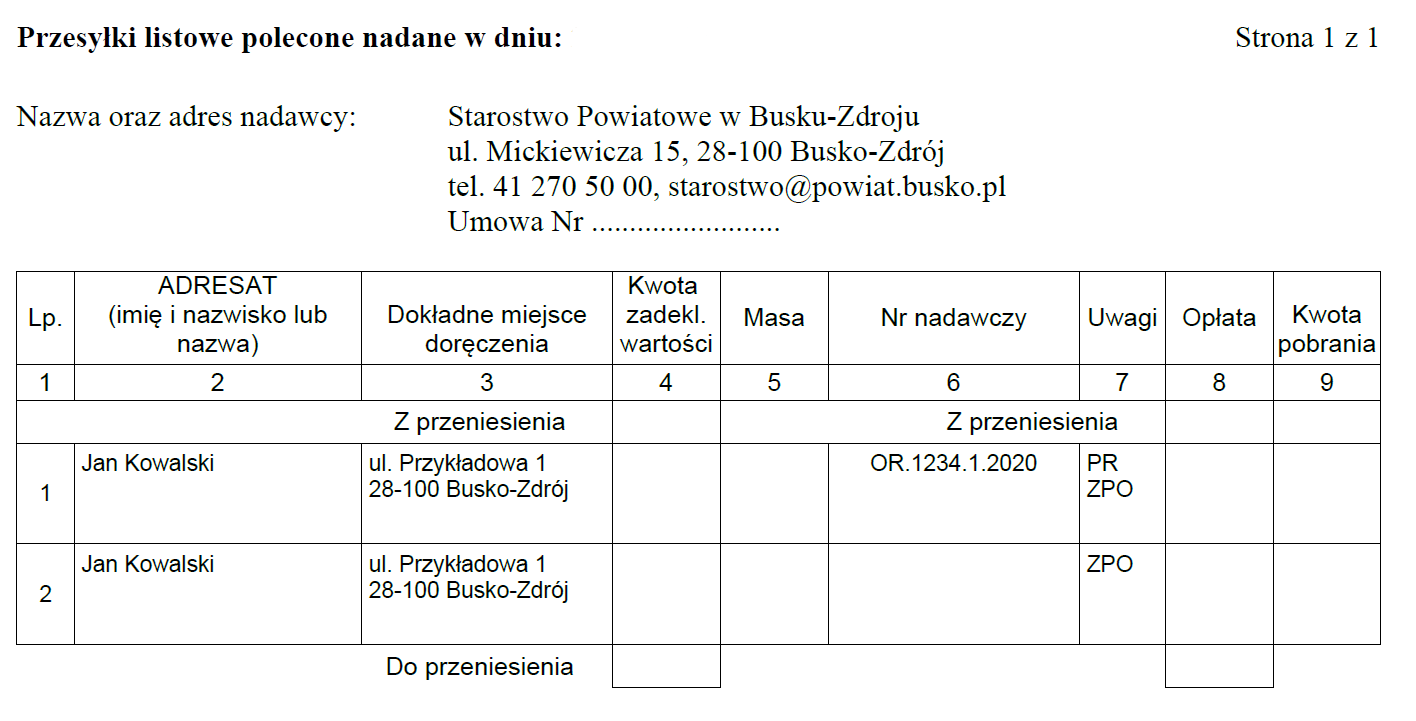 Przesyłki listowe polecone nadane w dniu: Strona 1 z 1
Nazwa oraz adres nadawcy: Starostwo Powiatowe w Busku-Zdroju
ul. Mickiewicza 15, 28-100 Busko-Zdrój
tel. 41 270 50 00, starostwo@powiat.busko.pl
Umowa Nr .........................
Lp.
ADRESAT
(imię i nazwisko lub
nazwa)
Dokładne miejsce
doręczenia
Kwota
zadekl.
wartości
Masa
Nr nadawczy
Uwagi
Opłata
Kwota
pobrania
1 2 3 4 5 6 7 8 9
Z przeniesienia Z przeniesienia
1
Jan Kowalski
ul. Przykładowa 1
28-100 Busko-Zdrój
OR.1234.1.2020
PR
ZPO
2
Jan Kowalski
ul. Przykładowa 1
28-100 Busko-Zdrój
ZPO
Do przeniesienia